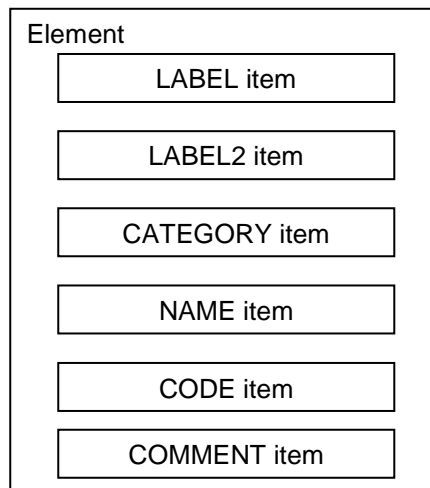 Element
LABEL item
LABEL2 item
CATEGORY item
NAME item
CODE item
COMMENT item